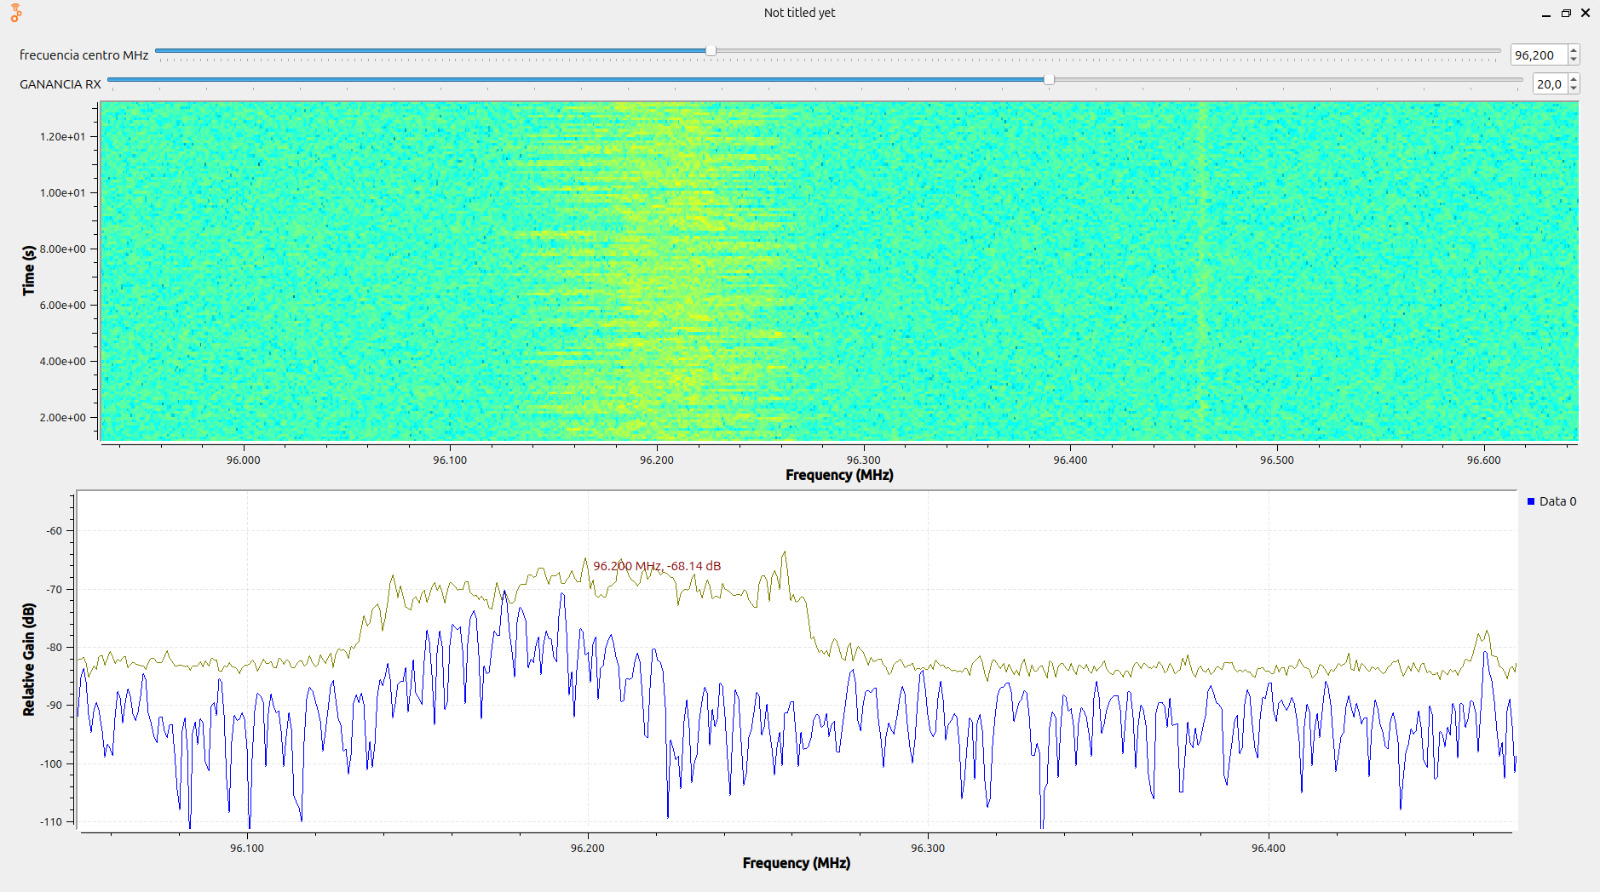 Not titled yet
frecuencia centro MHz 96,200
GANANCIA RX 20,0
1.20e+01
1.00e+01
8.00e+00
6.00e+00
4.00e+00
2.00e+00
Time (s)
96.000 96.100 96.200 96.300 96.400 96.500 96.600
Frequency (MHz)
Data 0
-60
-70
-80
-90
-100
-110
Relative Gain (dB)
96.200 MHz, -68.14 dB
96.100 96.200 96.300 96.400
Frequency (MHz)